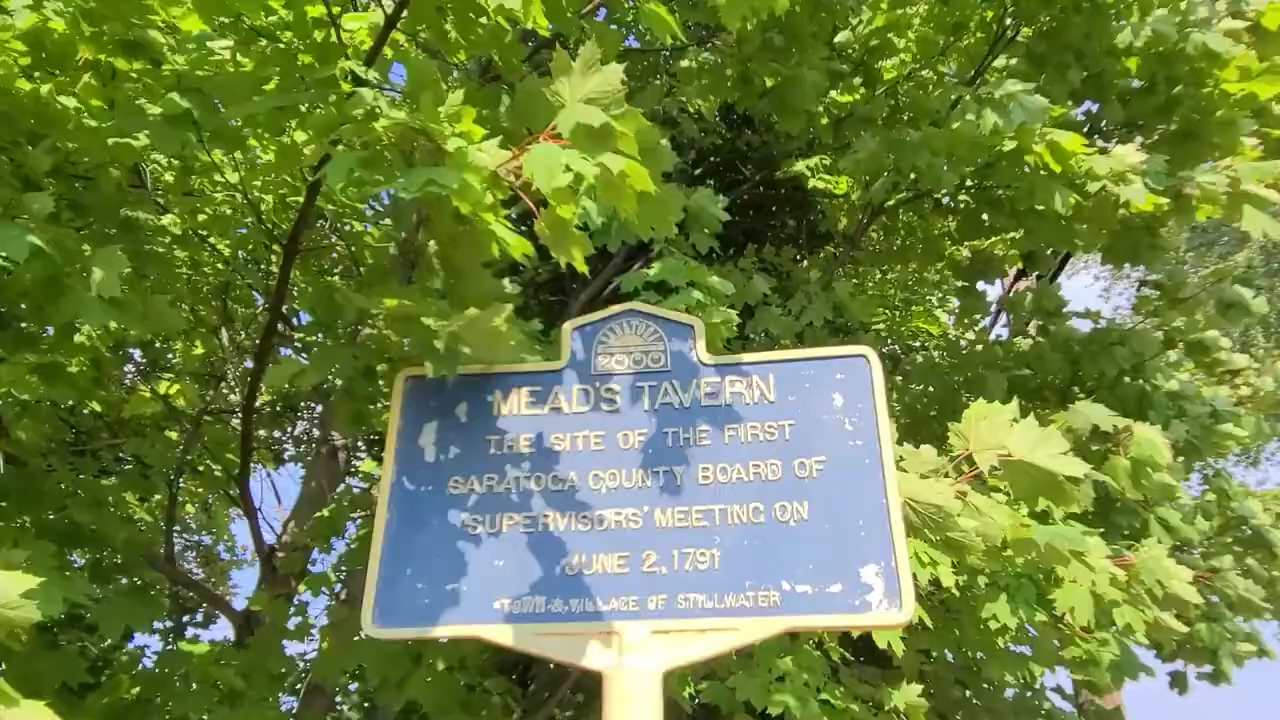 SARATOGA
2000
MEAD'S TAVERN
THE SITE OF THE FIRST
SARATOGA COUNTY BOARD OF
SUPERVISORS' MEETING ON
JUNE 2, 1791
TOWN & VILLAGE OF STILLWATER